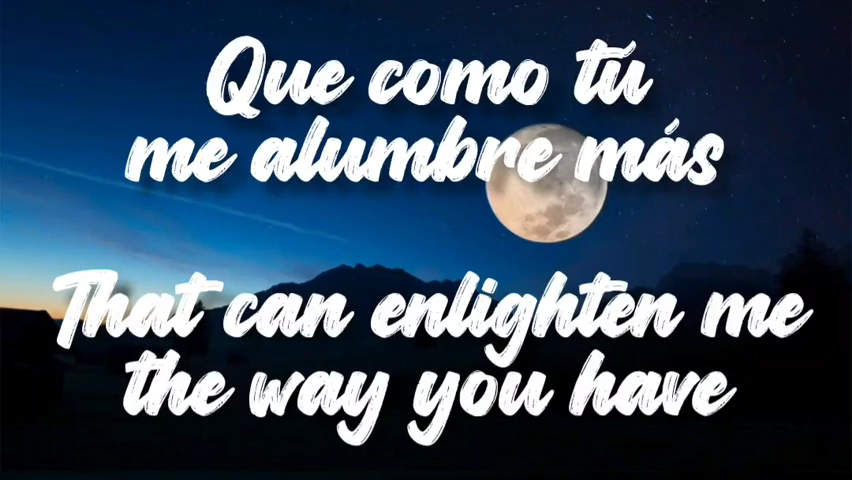 Que como tú
me alumbre más
That can enlighten me
the way you have